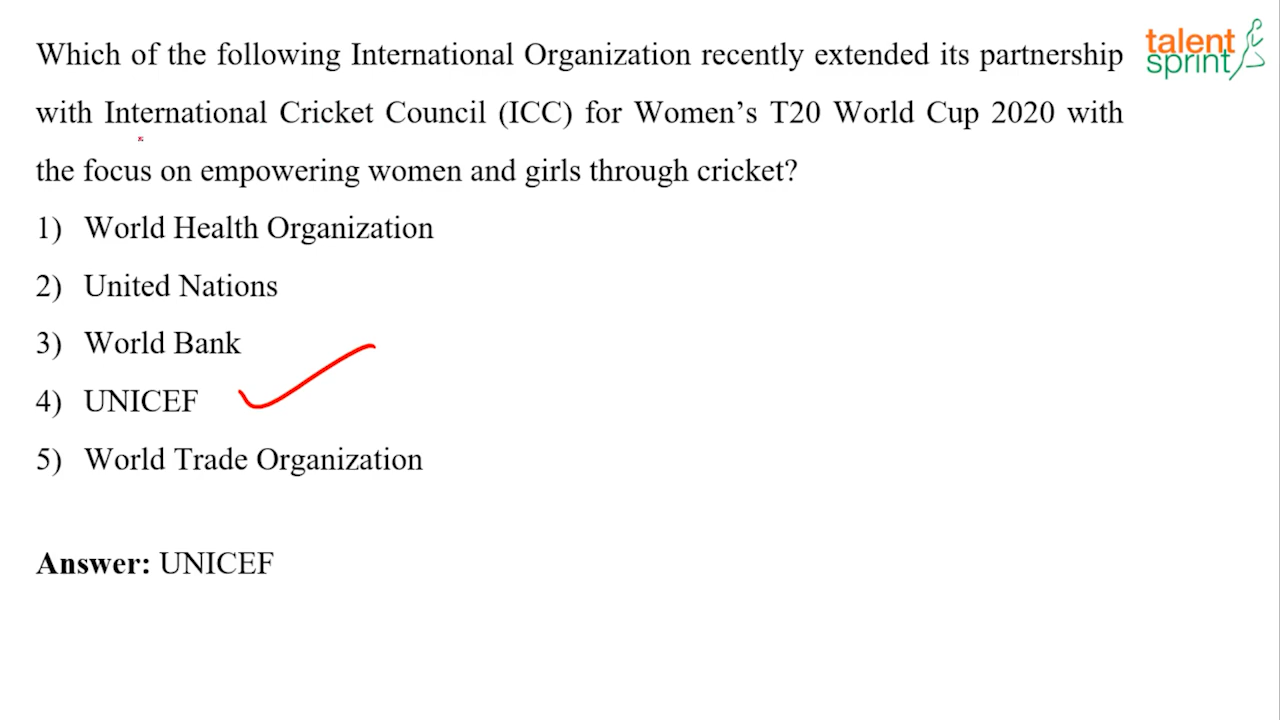 Which of the following International Organization recently extended its partnership
with International Cricket Council (ICC) for Women's T20 World Cup 2020 with
the focus on empowering women and girls through cricket?
1) World Health Organization
2) United Nations
3) World Bank
4) UNICEF
5) World Trade Organization
Answer: UNICEF
talent
sprint